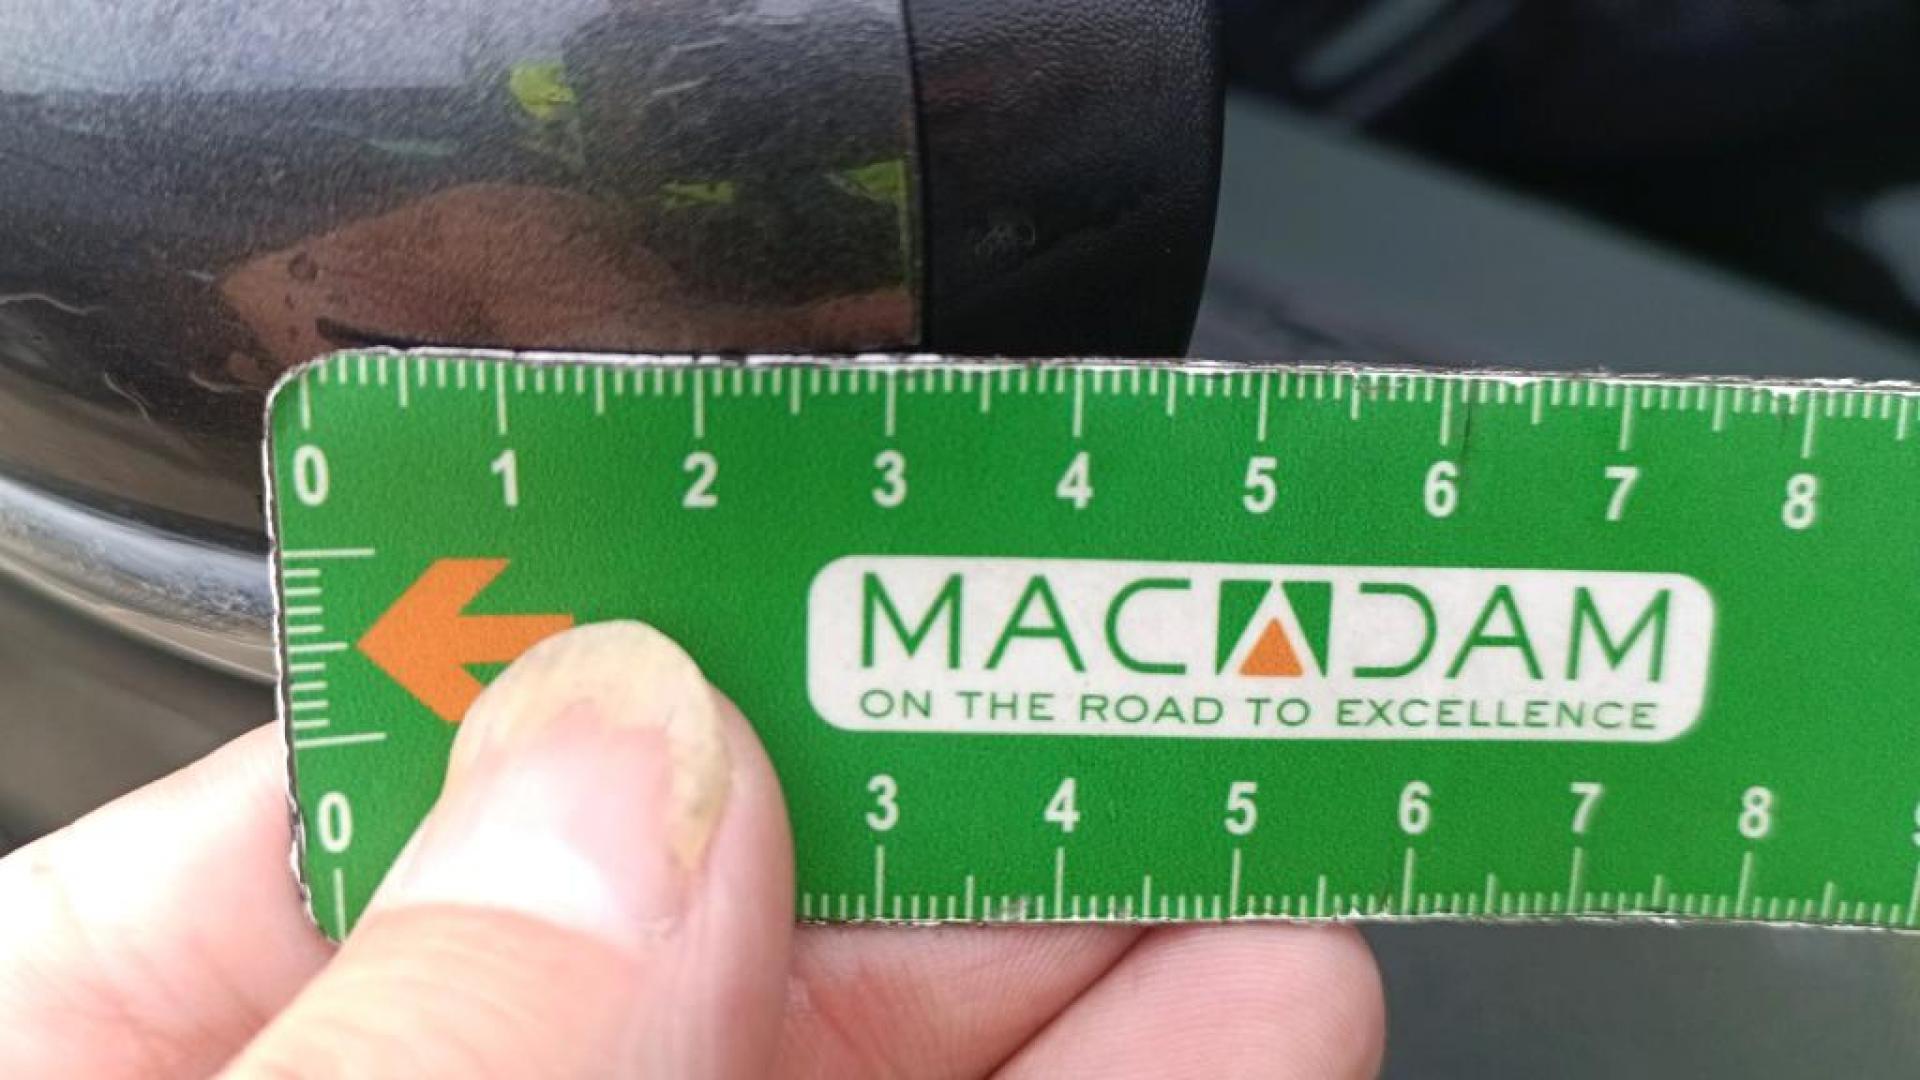 0 1 2 3 4 5 6 7 8
MACADAM
ON THE ROAD TO EXCELLENCE
0 3 4 5 6 7 8